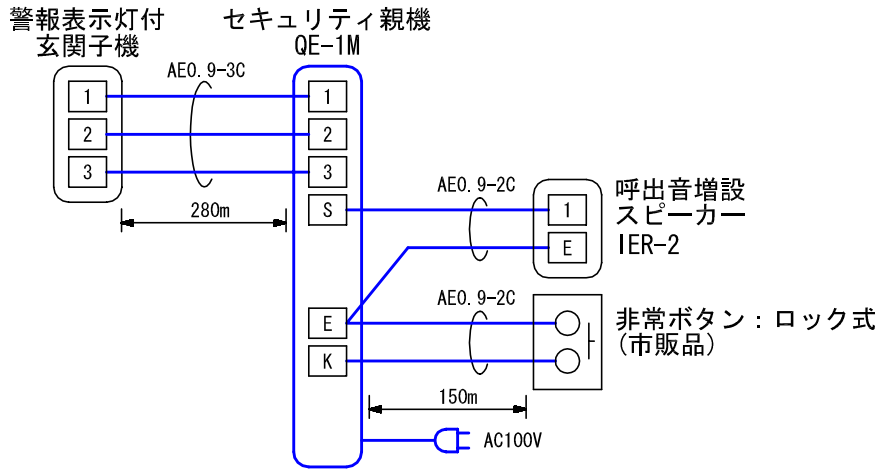 警報表示灯付
玄関子機
セキュリティ親機
QE-1M
AE0.9-3C
1
2
3
1
2
3
S
E
K
280m
AE0.9-2C
1
E
呼出音増設
スピーカー
IER-2
AE0.9-2C
非常ボタン：ロック式
(市販品)
150m
AC100V